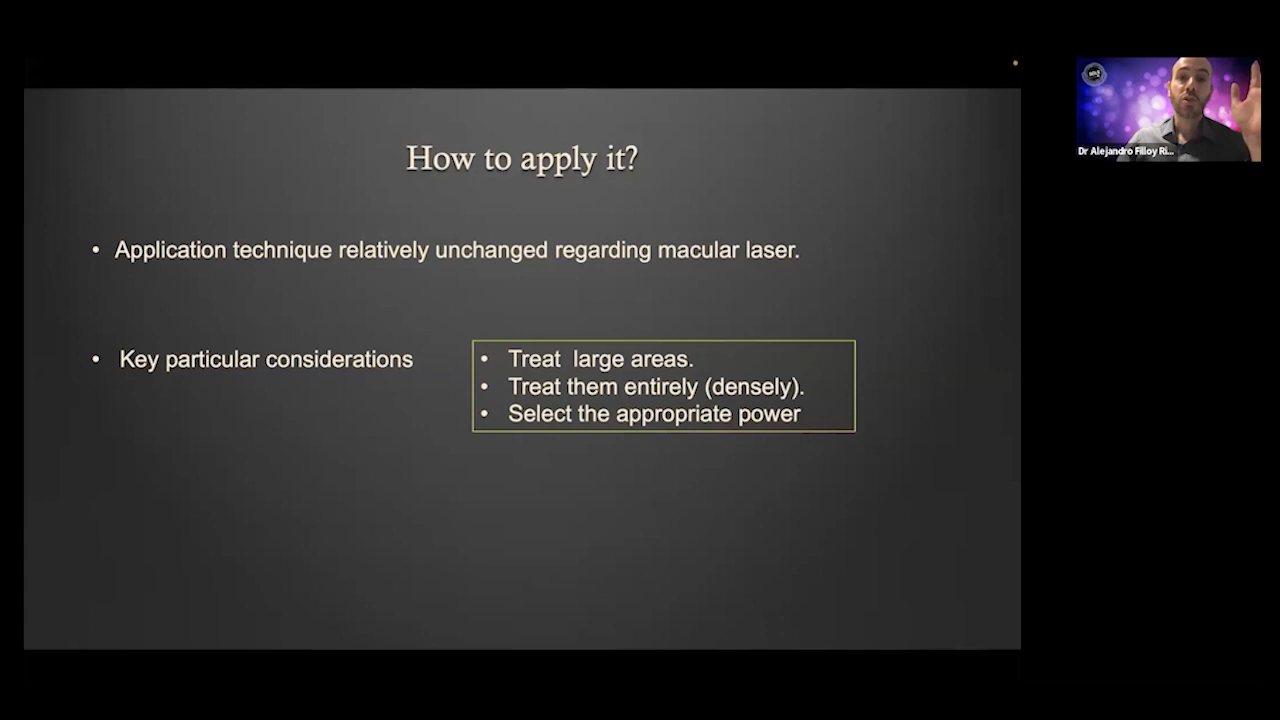 How to apply it?
• Application technique relatively unchanged regarding macular laser.
• Key particular considerations
• Treat large areas.
• Treat them entirely (densely).
• Select the appropriate power
Dr Alejandro Filloy Ri...